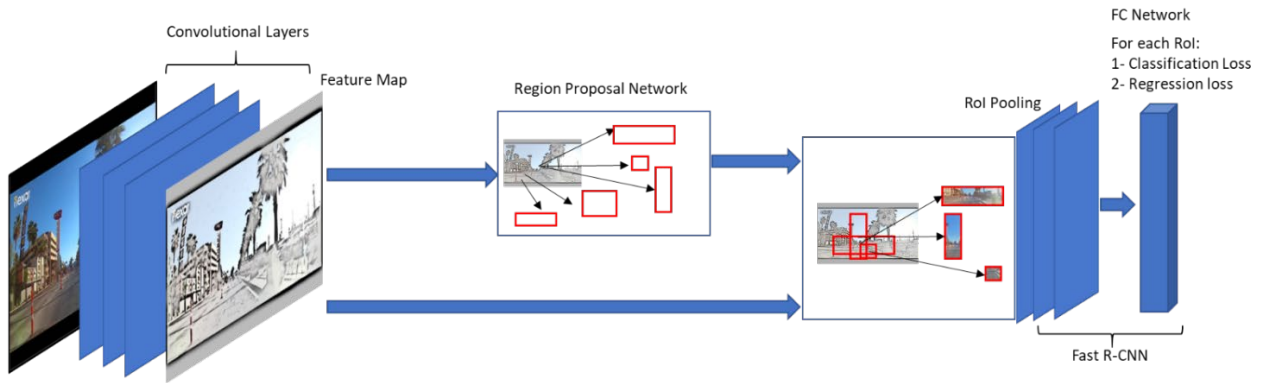 Convolutional Layers
Feature Map
Region Proposal Network
RoI Pooling
FC Network
For each RoI:
1- Classification Loss
2- Regression loss
Fast R-CNN